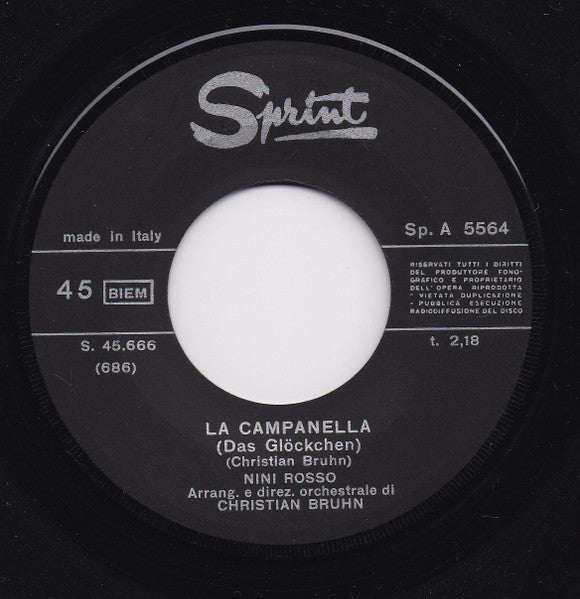 Sprint
made in Italy
Sp. A 5564
45 BIEM
RISERVATI TUTTI I DIRITTI
DEL PRODUTTORE FONO-
GRAFICO E PROPRIETARIO
DELL'OPERA RIPRODOTTA
- VIETATA DUPLICAZIONE
- PUBBLICA ESECUZIONE
RADIODIFFUSIONE DEL DISCO
S. 45.666
(686)
t. 2,18
LA CAMPANELLA
(Das Glöckchen)
(Christian Bruhn)
NINI ROSSO
Arrang. e direz. orchestrale di
CHRISTIAN BRUHN